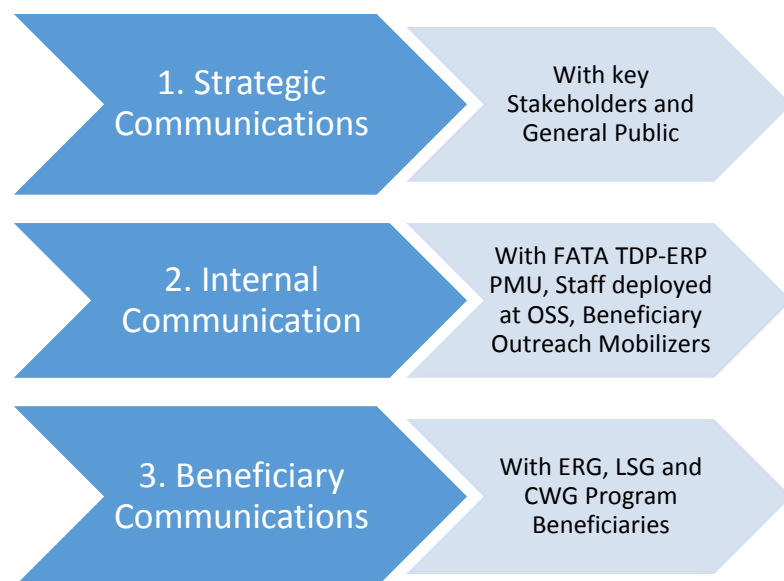 1. Strategic
Communications
With key
Stakeholders and
General Public
2. Internal
Communication
With FATA TDP-ERP
PMU, Staff deployed
at OSS, Beneficiary
Outreach Mobilizers
3. Beneficiary
Communications
With ERG, LSG and
CWG Program
Beneficiaries